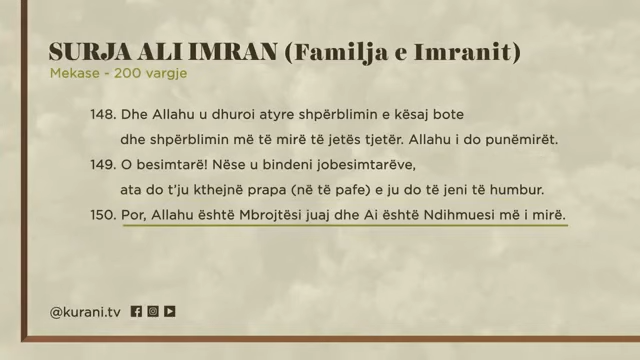 SURJA ALI IMRAN (Familja e Imranit)
Mekase - 200 vargje
148. Dhe Allahu u dhuroi atyre shpërblimin e kësaj bote
dhe shpërblimin më të mirë të jetës tjetër. Allahu i do punëmirët.
149. O besimtarë! Nëse u bindeni jobesimtarëve,
ata do t'ju kthejnë prapa (në të pafe) e ju do të jeni të humbur.
150. Por, Allahu është Mbrojtësi juaj dhe Ai është Ndihmuesi më i mirë.
@kurani.tv